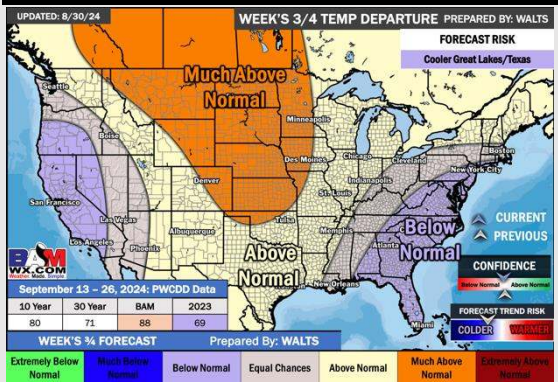 UPDATED: 8/30/24
WEEK'S 3/4 TEMP DEPARTURE PREPARED BY: WALTS
FORECAST RISK
Cooler Great Lakes/Texas
Much Above
Normal
Seattle
Minneapolis
Boise
Boston
Des Moines
Chicago
Cleveland
New York City
Denver
Indianapolis
San Francisco
St. Louis
Las Vegas
Tulsa
Below
Normal
CURRENT
PREVIOUS
Los Angeles
Albuquerque
Memphis
Atlanta
Phoenix
Above
Normal
BAM
WX.COM
Weather. Made. Simple.
New Orleans
CONFIDENCE
Below Normal Above Normal
September 13 – 26, 2024: PWCDD Data
10 Year 30 Year BAM 2023
80 71 88 69
Miami
FORECAST TREND RISK
COLDER WARMER
WEEK'S ¾ FORECAST Prepared By: WALTS
Extremely Below Normal
Much Below Normal
Below Normal
Equal Chances
Above Normal
Much Above Normal
Extremely Above Normal